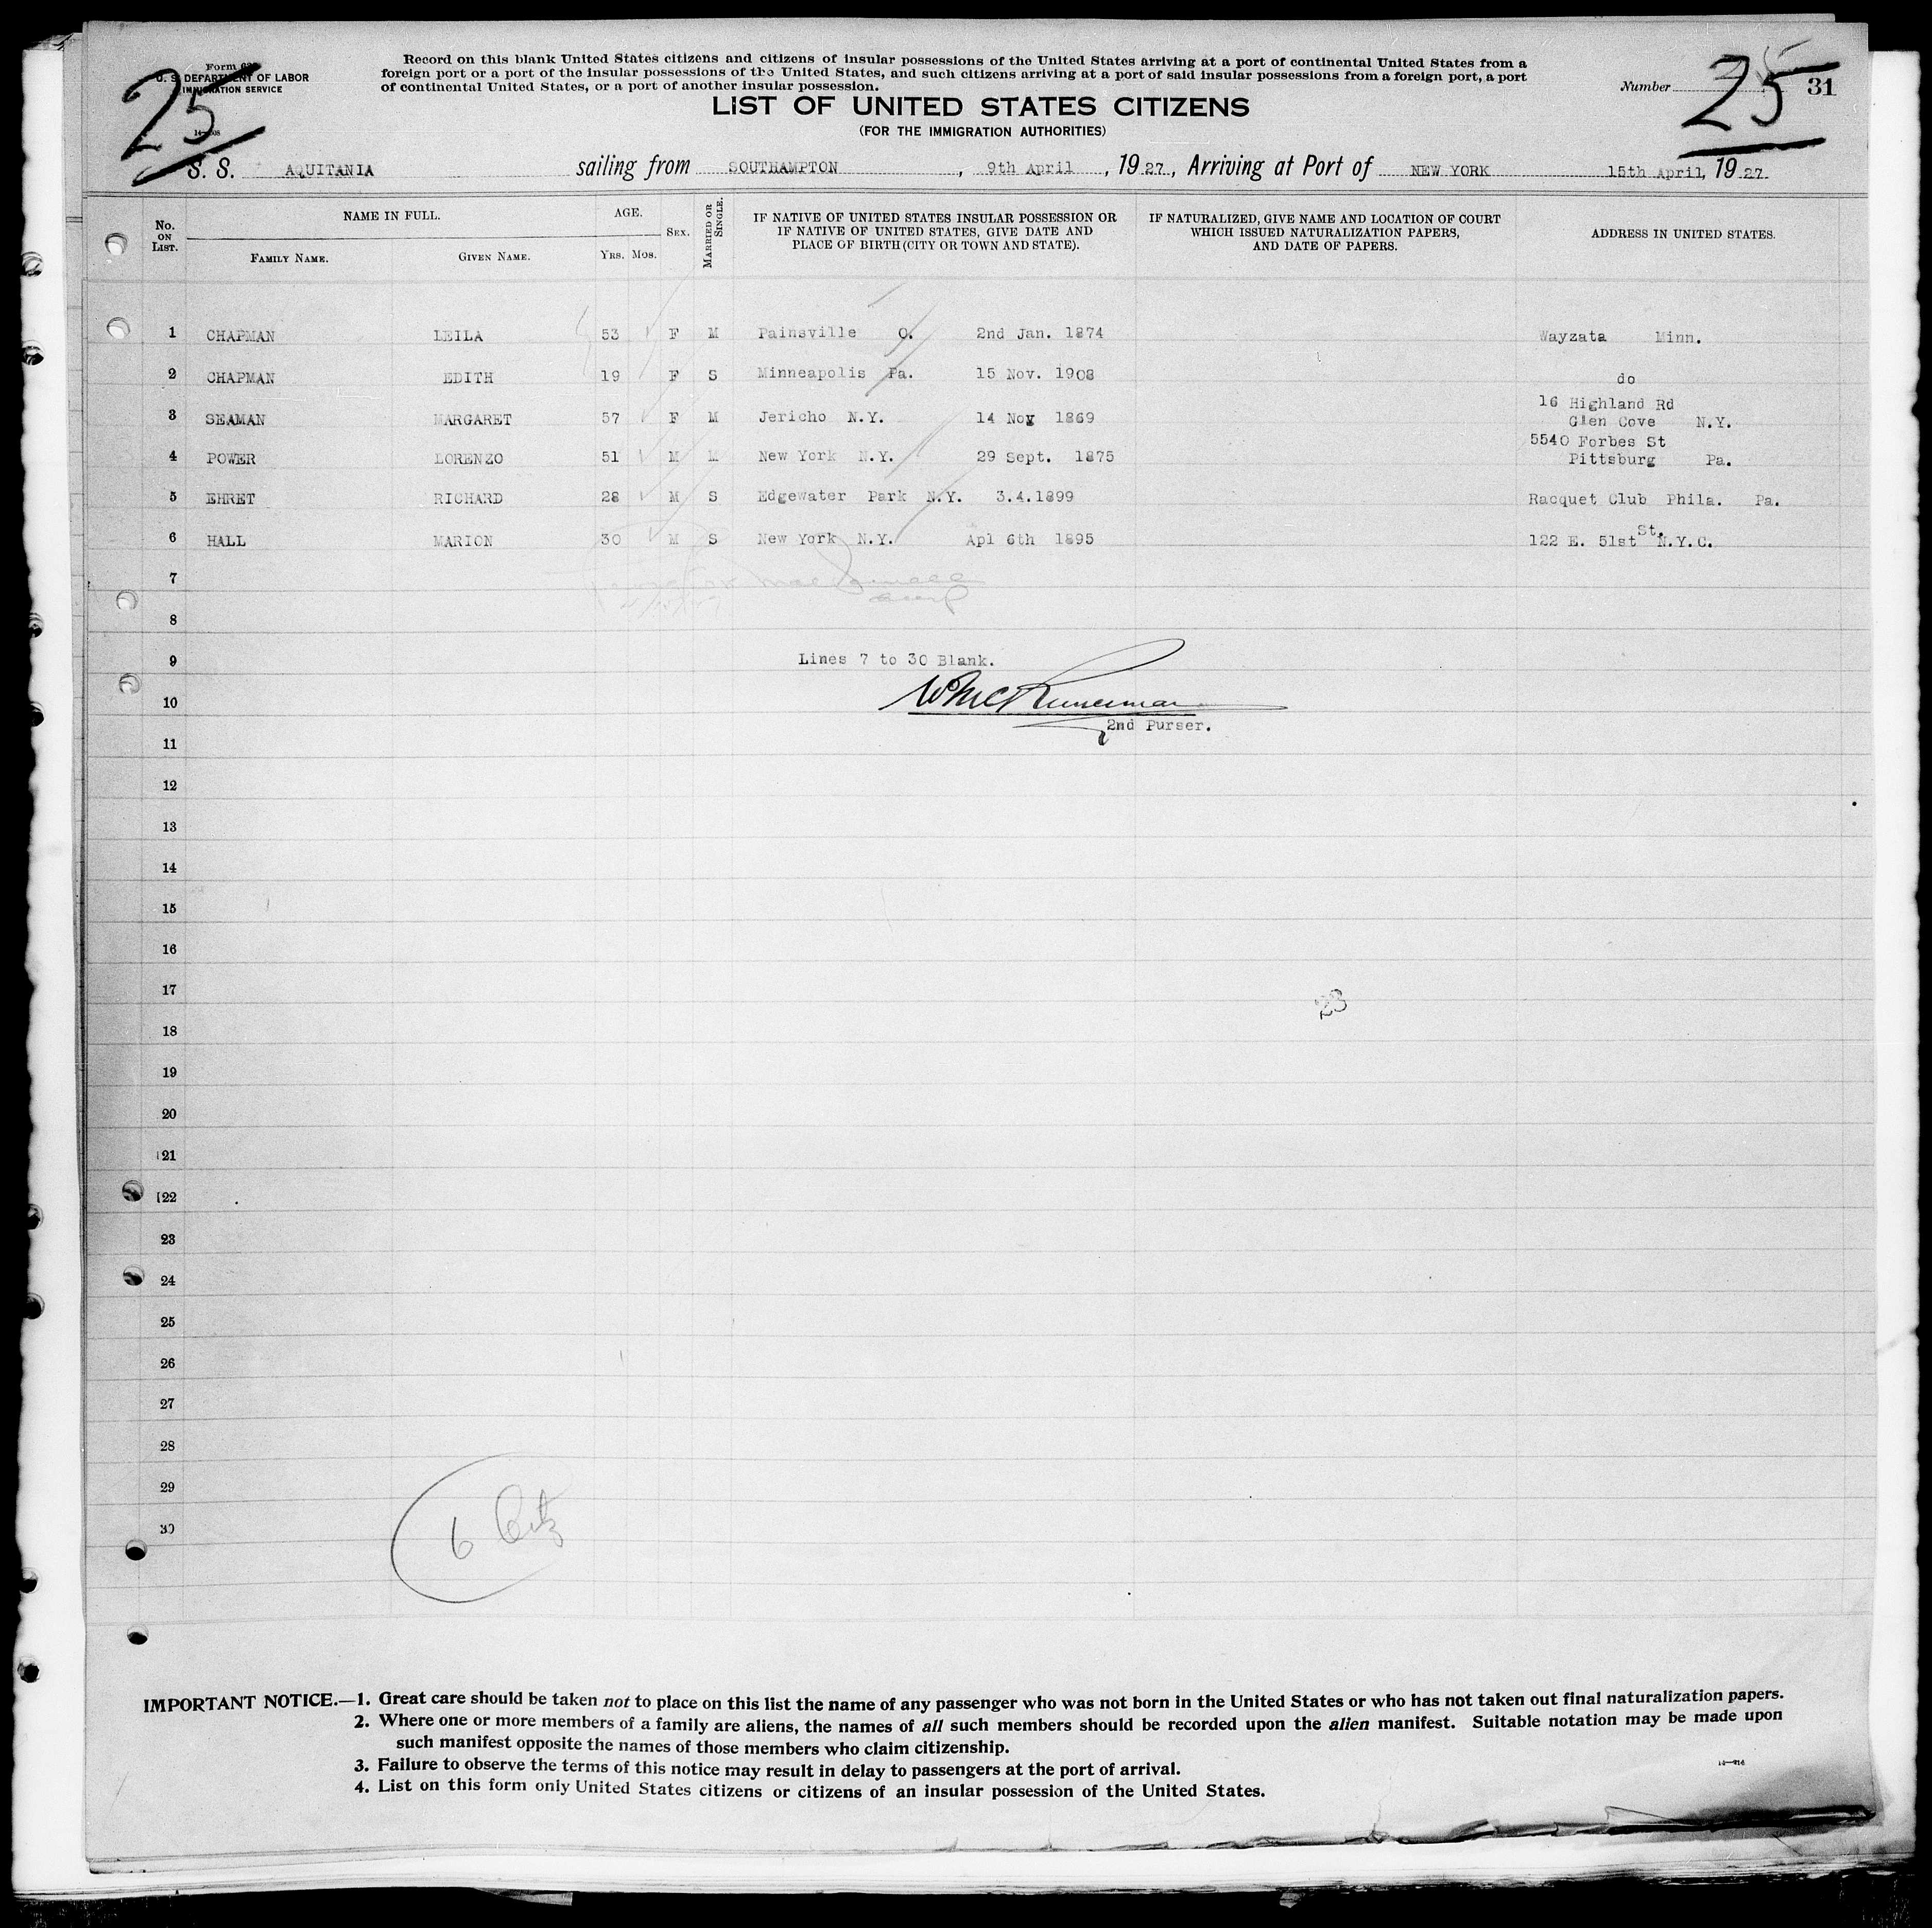 Form 630
U. S. DEPARTMENT OF LABOR
IMMIGRATION SERVICE
25
Record on this blank United States citizens and citizens of insular possessions of the United States arriving at a port of continental United States from a
foreign port or a port of the insular possessions of the United States, and such citizens arriving at a port of said insular possessions from a foreign port, a port
of continental United States, or a port of another insular possession.
Number 25 31
LIST OF UNITED STATES CITIZENS
(FOR THE IMMIGRATION AUTHORITIES)
S. S. AQUITANIA sailing from SOUTHAMPTON, 9th April, 1927, Arriving at Port of NEW YORK 15th April, 1927
No. ON LIST. NAME IN FULL. FAMILY NAME. GIVEN NAME. AGE. YRS. MOS. SEX. MARRIED OR SINGLE. IF NATIVE OF UNITED STATES INSULAR POSSESSION OR IF NATIVE OF UNITED STATES, GIVE DATE AND PLACE OF BIRTH (CITY OR TOWN AND STATE). IF NATURALIZED, GIVE NAME AND LOCATION OF COURT WHICH ISSUED NATURALIZATION PAPERS, AND DATE OF PAPERS. ADDRESS IN UNITED STATES.
1 CHAPMAN LEILA 53 F M Painsville O. 2nd Jan. 1874 Wayzata Minn.
2 CHAPMAN EDITH 19 F S Minneapolis Pa. 15 Nov. 1908 do
3 SEAMAN MARGARET 57 F M Jericho N.Y. 14 Nov 1869 16 Highland Rd Glen Cove N.Y.
4 POWER LORENZO 51 M M New York N.Y. 29 Sept. 1875 5540 Forbes St Pittsburg Pa.
5 EHRET RICHARD 28 M S Edgewater Park N.Y. 3.4.1899 Racquet Club Phila. Pa.
6 HALL MARION 30 M S New York N.Y. Apl 6th 1895 122 E. 51st St. N.Y.C.
7
8
9 Lines 7 to 30 Blank.
10
2nd Purser.
11
12
13
14
15
16
17
23
18
19
20
21
22
23
24
25
26
27
28
29
6 Citz
30
IMPORTANT NOTICE.—1. Great care should be taken not to place on this list the name of any passenger who was not born in the United States or who has not taken out final naturalization papers.
2. Where one or more members of a family are aliens, the names of all such members should be recorded upon the alien manifest. Suitable notation may be made upon
such manifest opposite the names of those members who claim citizenship.
3. Failure to observe the terms of this notice may result in delay to passengers at the port of arrival.
4. List on this form only United States citizens or citizens of an insular possession of the United States.